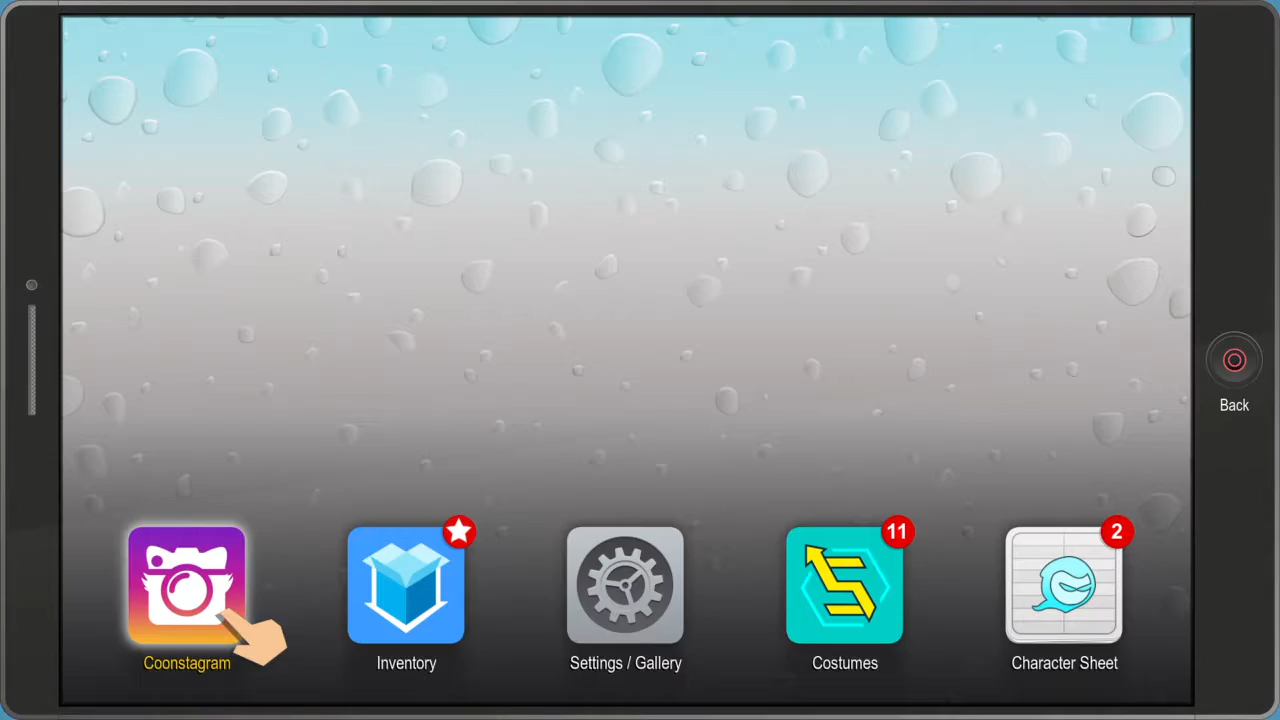 Back
11
2
Coonstagram
Inventory
Settings / Gallery
Costumes
Character Sheet